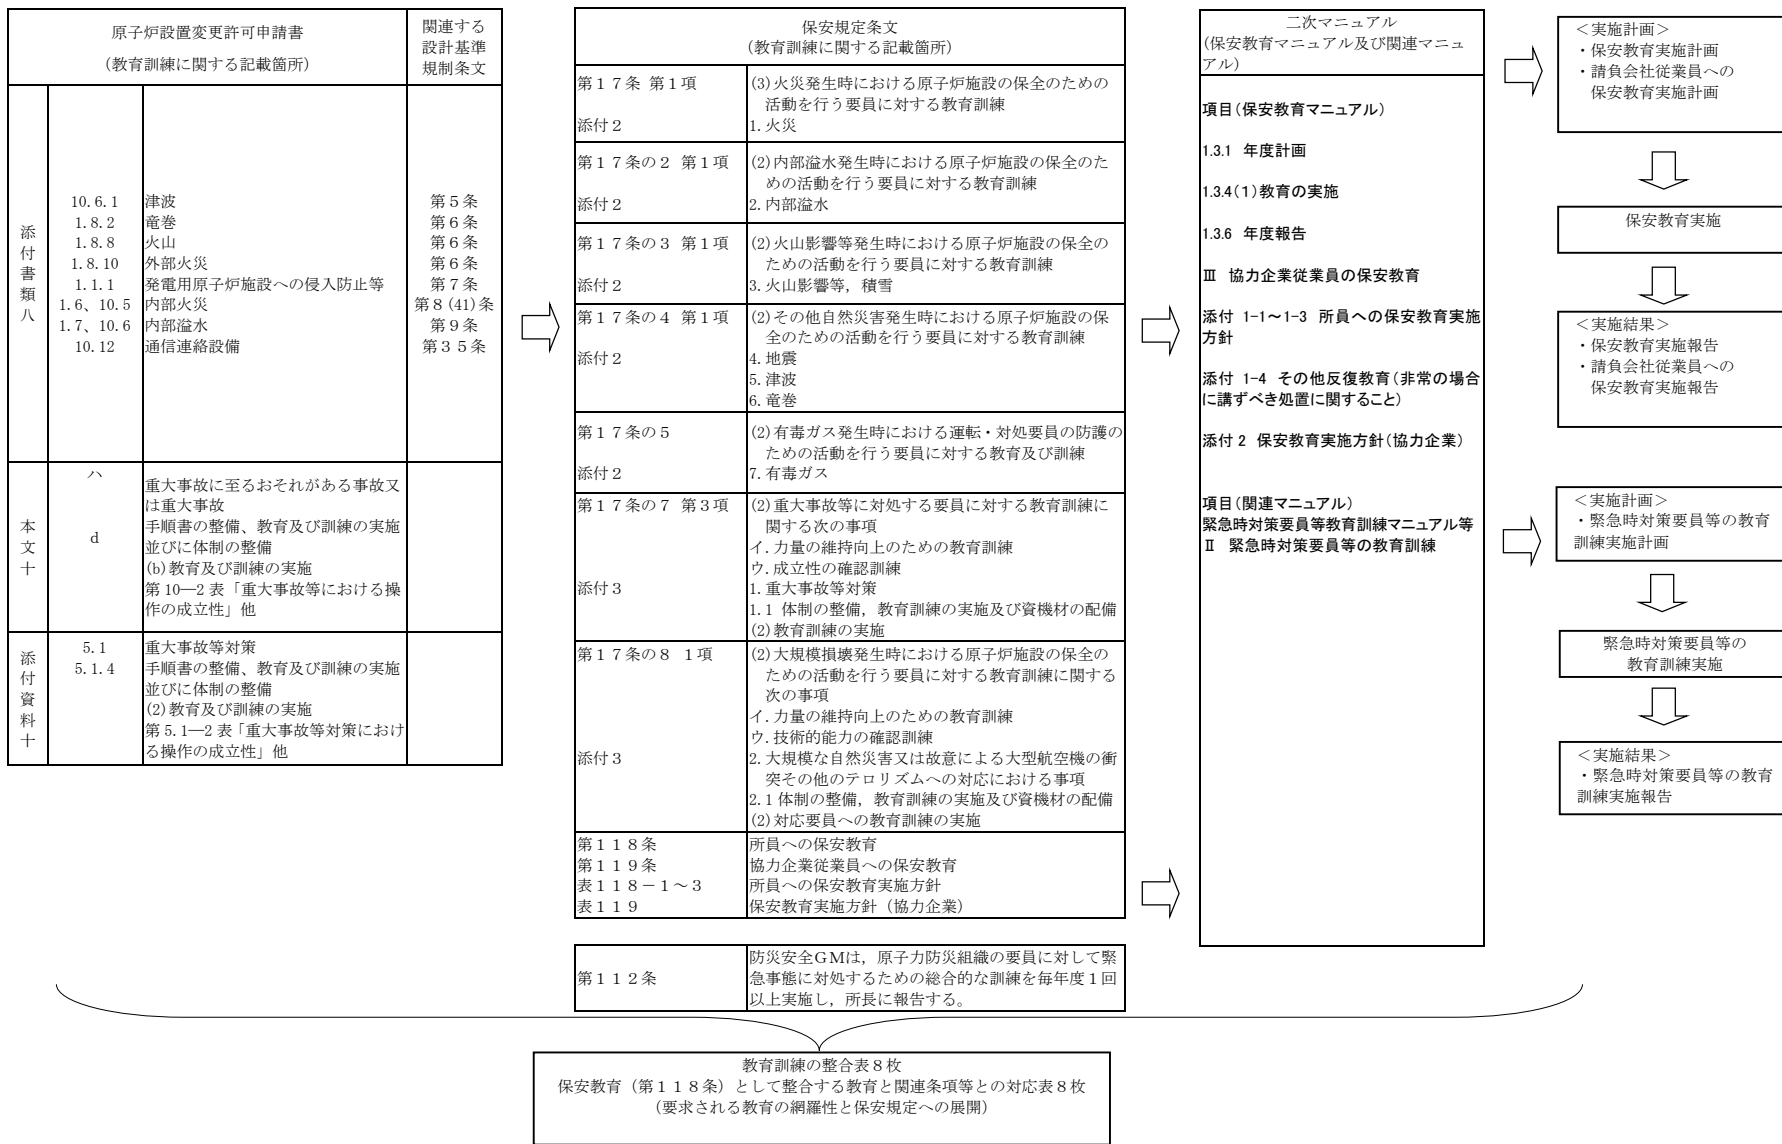 原子炉設置変更許可申請書
(教育訓練に関する記載箇所)
関連する
設計基準
規制条文
添付書類八
10.6.1 津波 第５条
1.8.2 竜巻 第６条
1.8.8 火山 第６条
1.8.10 外部火災 第６条
1.1.1 発電用原子炉施設への侵入防止等 第７条
1.6、10.5 内部火災 第８(41)条
1.7、10.6 内部溢水 第９条
10.12 通信連絡設備 第３５条
本文十
ハ
重大事故に至るおそれがある事故又
は重大事故
d 手順書の整備、教育及び訓練の実施
並びに体制の整備
(b)教育及び訓練の実施
第 10―2 表「重大事故等における操
作の成立性」他
添付資料十
5.1 重大事故等対策
5.1.4 手順書の整備、教育及び訓練の実施
並びに体制の整備
(2)教育及び訓練の実施
第 5.1―2 表「重大事故等対策におけ
る操作の成立性」他
保安規定条文
(教育訓練に関する記載箇所)
第１７条 第１項 (3)火災発生時における原子炉施設の保全のための
活動を行う要員に対する教育訓練
添付２ 1.火災
第１７条の２ 第１項 (2)内部溢水発生時における原子炉施設の保全のた
めの活動を行う要員に対する教育訓練
添付２ 2.内部溢水
第１７条の３ 第１項 (2)火山影響等発生時における原子炉施設の保全の
ための活動を行う要員に対する教育訓練
添付２ 3.火山影響等，積雪
第１７条の４ 第１項 (2)その他自然災害発生時における原子炉施設の保
全のための活動を行う要員に対する教育訓練
添付２ 4.地震
5.津波
6.竜巻
第１７条の５ (2)有毒ガス発生時における運転・対処要員の防護の
ための活動を行う要員に対する教育及び訓練
添付２ 7.有毒ガス
第１７条の７ 第３項 (2)重大事故等に対処する要員に対する教育訓練に
関する次の事項
イ.力量の維持向上のための教育訓練
ウ.成立性の確認訓練
添付３ 1.重大事故等対策
1.1 体制の整備，教育訓練の実施及び資機材の配備
(2)教育訓練の実施
第１７条の８ １項 (2)大規模損壊発生時における原子炉施設の保全の
ための活動を行う要員に対する教育訓練に関する
次の事項
イ.力量の維持向上のための教育訓練
ウ.技術的能力の確認訓練
添付３ 2.大規模な自然災害又は故意による大型航空機の衝
突その他のテロリズムへの対応における事項
2.1 体制の整備，教育訓練の実施及び資機材の配備
(2)対応要員への教育訓練の実施
第１１８条 所員への保安教育
第１１９条 協力企業従業員への保安教育
表１１８－１～３ 所員への保安教育実施方針
表１１９ 保安教育実施方針（協力企業）
第１１２条 防災安全GMは，原子力防災組織の要員に対して緊
急事態に対処するための総合的な訓練を毎年度１回
以上実施し，所長に報告する。
二次マニュアル
(保安教育マニュアル及び関連マニュ
アル)
項目(保安教育マニュアル)
1.3.1 年度計画
1.3.4(1)教育の実施
1.3.6 年度報告
Ⅲ 協力企業従業員の保安教育
添付 1-1～1-3 所員への保安教育実施
方針
添付 1-4 その他反復教育(非常の場合
に講ずべき処置に関すること)
添付 2 保安教育実施方針(協力企業)
項目(関連マニュアル)
緊急時対策要員等教育訓練マニュアル等
Ⅱ 緊急時対策要員等の教育訓練
＜実施計画＞
・保安教育実施計画
・請負会社従業員への
保安教育実施計画
保安教育実施
＜実施結果＞
・保安教育実施報告
・請負会社従業員への
保安教育実施報告
＜実施計画＞
・緊急時対策要員等の教育
訓練実施計画
緊急時対策要員等の
教育訓練実施
＜実施結果＞
・緊急時対策要員等の教育
訓練実施報告
教育訓練の整合表８枚
保安教育（第１１８条）として整合する教育と関連条項等との対応表８枚
（要求される教育の網羅性と保安規定への展開）